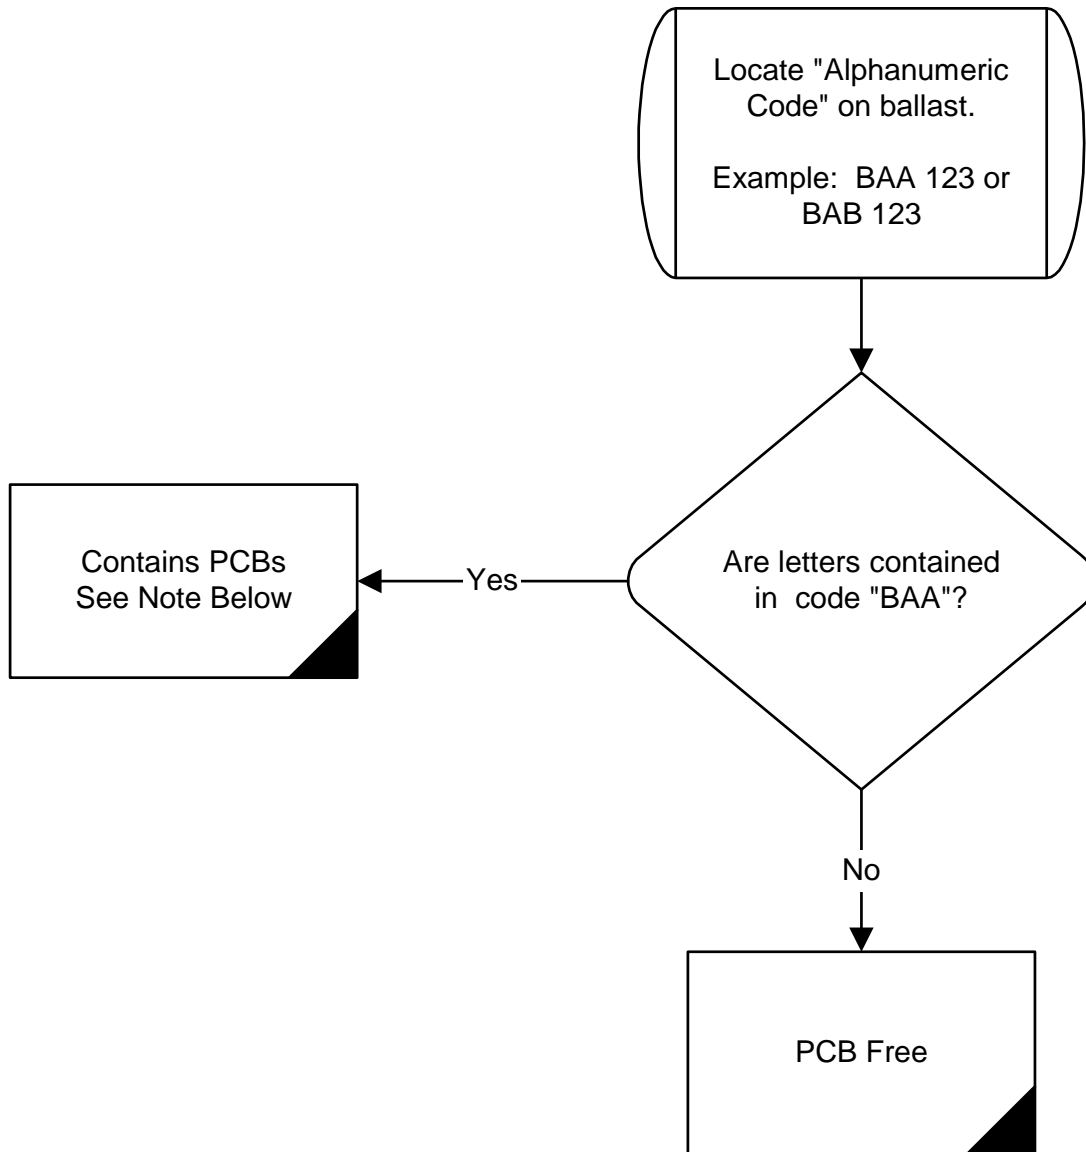 Locate "Alphanumeric
Code" on ballast.
Example:  BAA 123 or
BAB 123
Are letters contained
in  code "BAA"?
Yes
Contains PCBs
See Note Below
No
PCB Free